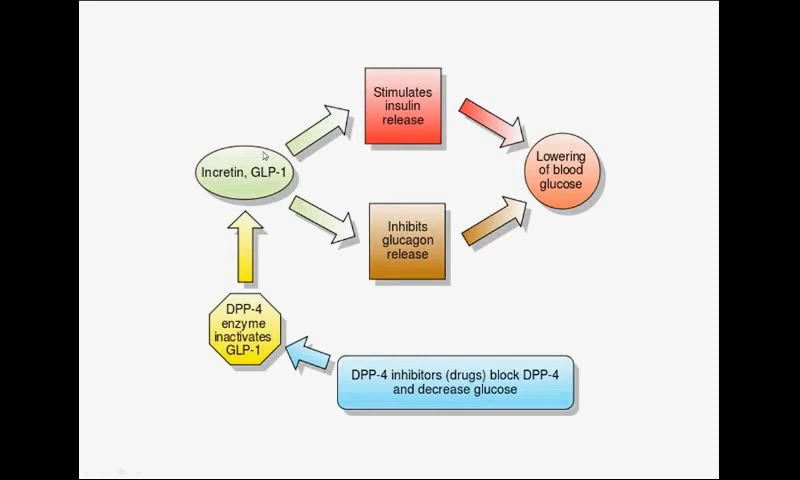 Stimulates
insulin
release
Incretin, GLP-1
Lowering
of blood
glucose
Inhibits
glucagon
release
DPP-4
enzyme
inactivates
GLP-1
DPP-4 inhibitors (drugs) block DPP-4
and decrease glucose